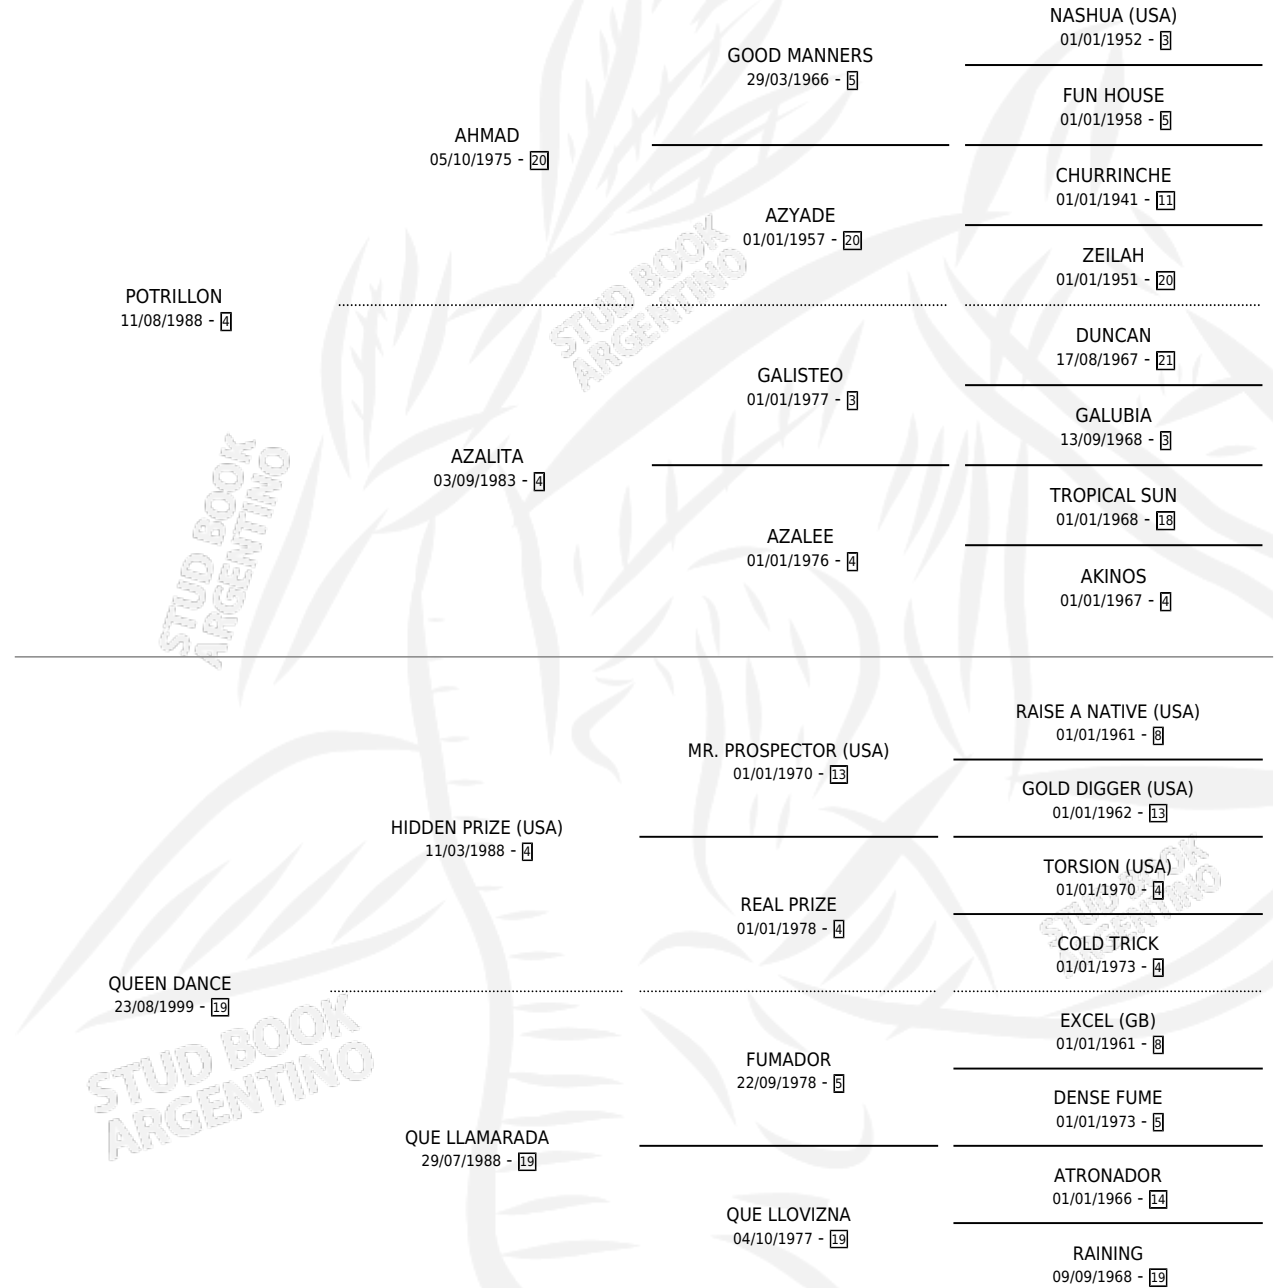 NASHUA (USA)
01/01/1952 - 3
GOOD MANNERS
29/03/1966 - 5
FUN HOUSE
01/01/1958 - 5
AHMAD
05/10/1975 - 20
CHURRINCHE
01/01/1941 - 11
AZYADE
01/01/1957 - 20
ZEILAH
01/01/1951 - 20
POTRILLON
11/08/1988 - 4
DUNCAN
17/08/1967 - 21
GALISTEO
01/01/1977 - 3
GALUBIA
13/09/1968 - 3
AZALITA
03/09/1983 - 4
TROPICAL SUN
01/01/1968 - 18
AZALEE
01/01/1976 - 4
AKINOS
01/01/1967 - 4
RAISE A NATIVE (USA)
01/01/1961 - 8
MR. PROSPECTOR (USA)
01/01/1970 - 13
GOLD DIGGER (USA)
01/01/1962 - 13
HIDDEN PRIZE (USA)
11/03/1988 - 4
TORSION (USA)
01/01/1970 - 4
REAL PRIZE
01/01/1978 - 4
COLD TRICK
01/01/1973 - 4
QUEEN DANCE
23/08/1999 - 19
EXCEL (GB)
01/01/1961 - 8
FUMADOR
22/09/1978 - 5
DENSE FUME
01/01/1973 - 5
QUE LLAMARADA
29/07/1988 - 19
ATRONADOR
01/01/1966 - 14
QUE LLOVIZNA
04/10/1977 - 19
RAINING
09/09/1968 - 19
STUD BOOK
ARGENTINO
STUD BOOK
ARGENTINO
STUD BOOK
ARGENTINO
STUD BOOK
ARGENTINO